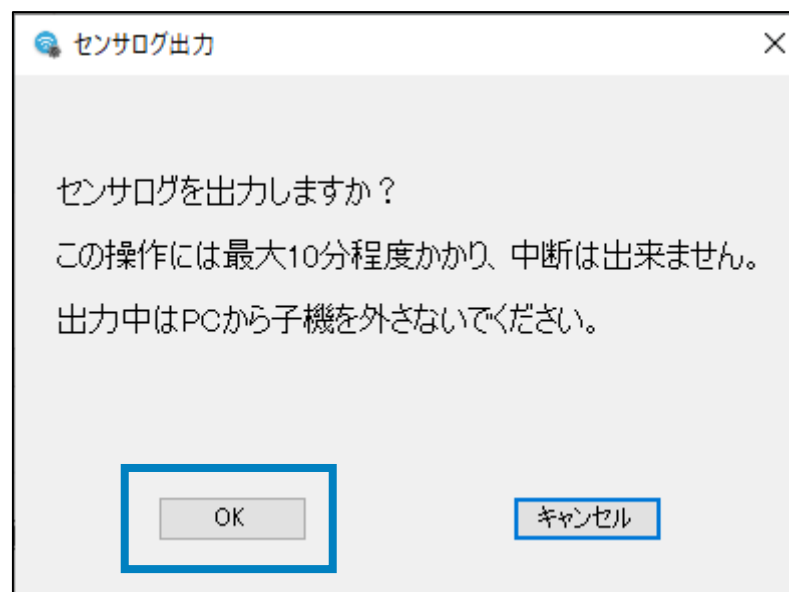 センサログ出力
センサログを出力しますか？
この操作には最大10分程度かかり、中断は出来ません。
出力中はPCから子機を外さないでください。
OK
キャンセル